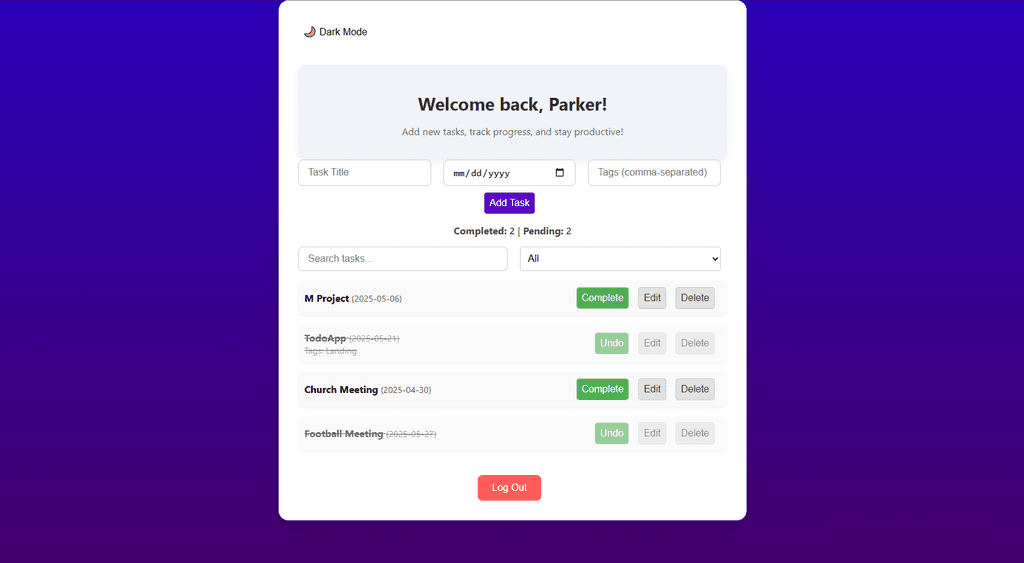 🌙 Dark Mode
Welcome back, Parker!
Add new tasks, track progress, and stay productive!
Task Title mm/dd/yyyy Tags (comma-separated)
Add Task
Completed: 2 | Pending: 2
Search tasks... All
M Project (2025-05-06) Complete Edit Delete
TodoApp (2025-05-21) Undo Edit Delete
Tags: Landing
Church Meeting (2025-04-30) Complete Edit Delete
Football Meeting (2025-05-27) Undo Edit Delete
Log Out